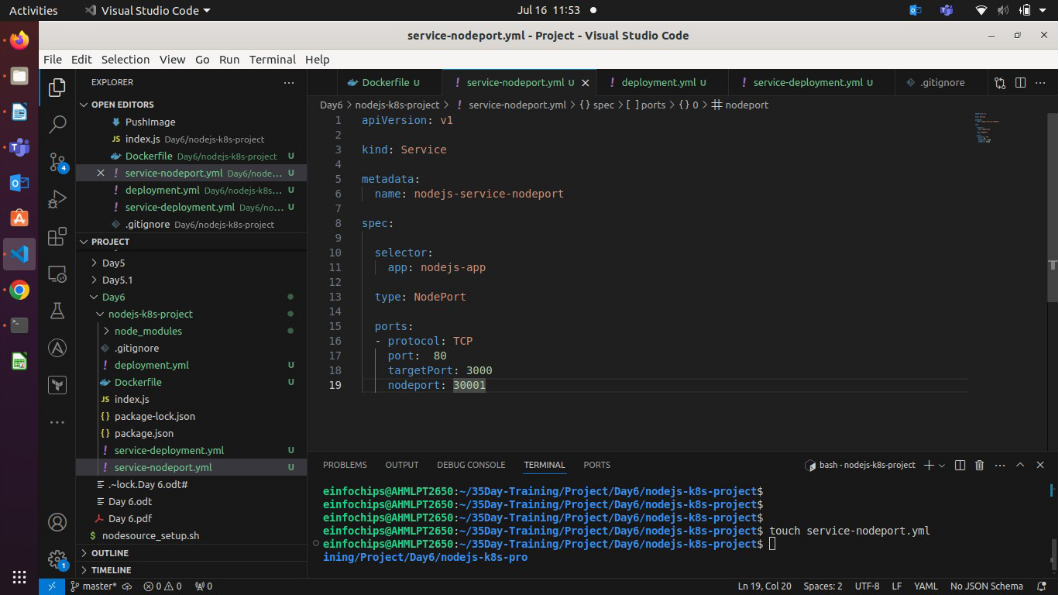 Activities
Visual Studio Code
Jul 16 11:53
service-nodeport.yml - Project - Visual Studio Code
File Edit Selection View Go Run Terminal Help
EXPLORER
Dockerfile U
! service-nodeport.yml U
! deployment.yml U
! service-deployment.yml U
.gitignore
Day6 > nodejs-k8s-project > ! service-nodeport.yml > {} spec > [ ] ports > {} 0 > nodeport
OPEN EDITORS
PushImage
JS index.js Day6/nodejs-k8s-project
Dockerfile Day6/nodejs-k8s-project U
! service-nodeport.yml Day6/node... U
! deployment.yml Day6/nodejs-k8s... U
! service-deployment.yml Day6/no... U
.gitignore Day6/nodejs-k8s-project
PROJECT
Day5
Day5.1
Day6
nodejs-k8s-project
node_modules
.gitignore
! deployment.yml U
Dockerfile U
JS index.js
{} package-lock.json
{} package.json
! service-deployment.yml U
! service-nodeport.yml U
.~lock.Day 6.odt#
Day 6.odt
Day 6.pdf
$ nodesource_setup.sh
OUTLINE
TIMELINE
4
1
1 apiVersion: v1
2
3 kind: Service
4
5 metadata:
6 name: nodejs-service-nodeport
7
8 spec:
9
10 selector:
11 app: nodejs-app
12
13 type: NodePort
14
15 ports:
16 - protocol: TCP
17 port:  80
18 targetPort: 3000
19 nodeport: 30001
PROBLEMS OUTPUT DEBUG CONSOLE TERMINAL PORTS
bash - nodejs-k8s-project
einfochips@AHMLPT2650:~/35Day-Training/Project/Day6/nodejs-k8s-project$
einfochips@AHMLPT2650:~/35Day-Training/Project/Day6/nodejs-k8s-project$
einfochips@AHMLPT2650:~/35Day-Training/Project/Day6/nodejs-k8s-project$
einfochips@AHMLPT2650:~/35Day-Training/Project/Day6/nodejs-k8s-project$ touch service-nodeport.yml
einfochips@AHMLPT2650:~/35Day-Training/Project/Day6/nodejs-k8s-project$
ining/Project/Day6/nodejs-k8s-pro
master* 0 0 0
Ln 19, Col 20 Spaces: 2 UTF-8 LF YAML No JSON Schema